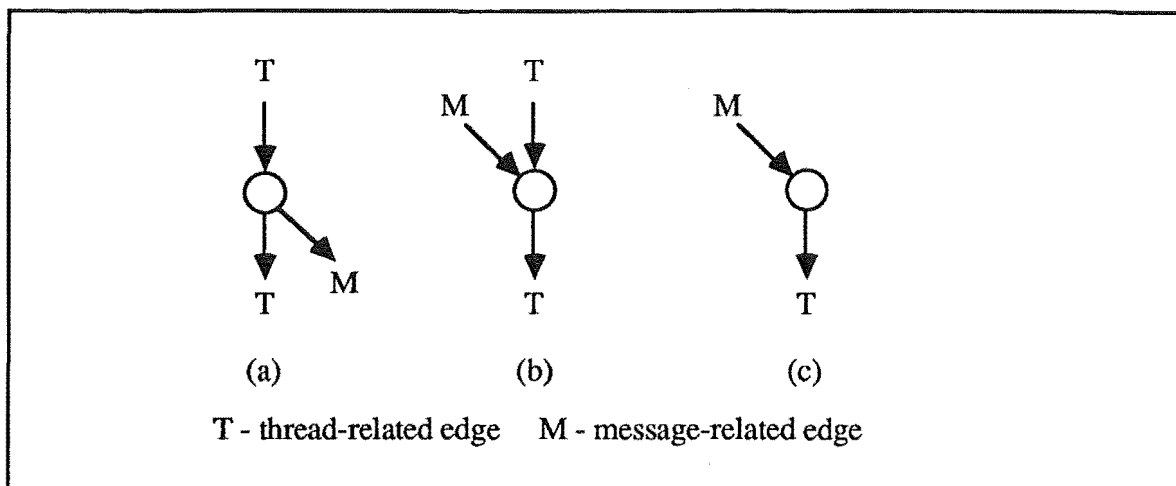 T T
M M
M
T T T
(a) (b) (c)
T - thread-related edge M - message-related edge